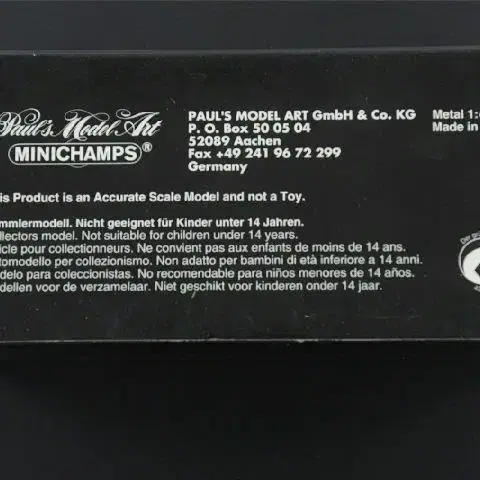 Paul's Model Art
MINICHAMPS®
PAUL'S MODEL ART GmbH & Co. KG
P. O. Box 50 05 04
52089 Aachen
Fax +49 241 96 72 299
Germany
Metal 1:
Made in
is Product is an Accurate Scale Model and not a Toy.
mmlermodell. Nicht geeignet für Kinder unter 14 Jahren.
llectors model. Not suitable for children under 14 years.
icle pour collectionneurs. Ne convient pas aux enfants de moins de 14 ans.
tomodello per collezionismo. Non adatto per bambini di età inferiore a 14 anni.
delo para coleccionistas. No recomendable para niños menores de 14 años.
dellen voor de verzamelaar. Niet geschikt voor kinderen onder 14 jaar.